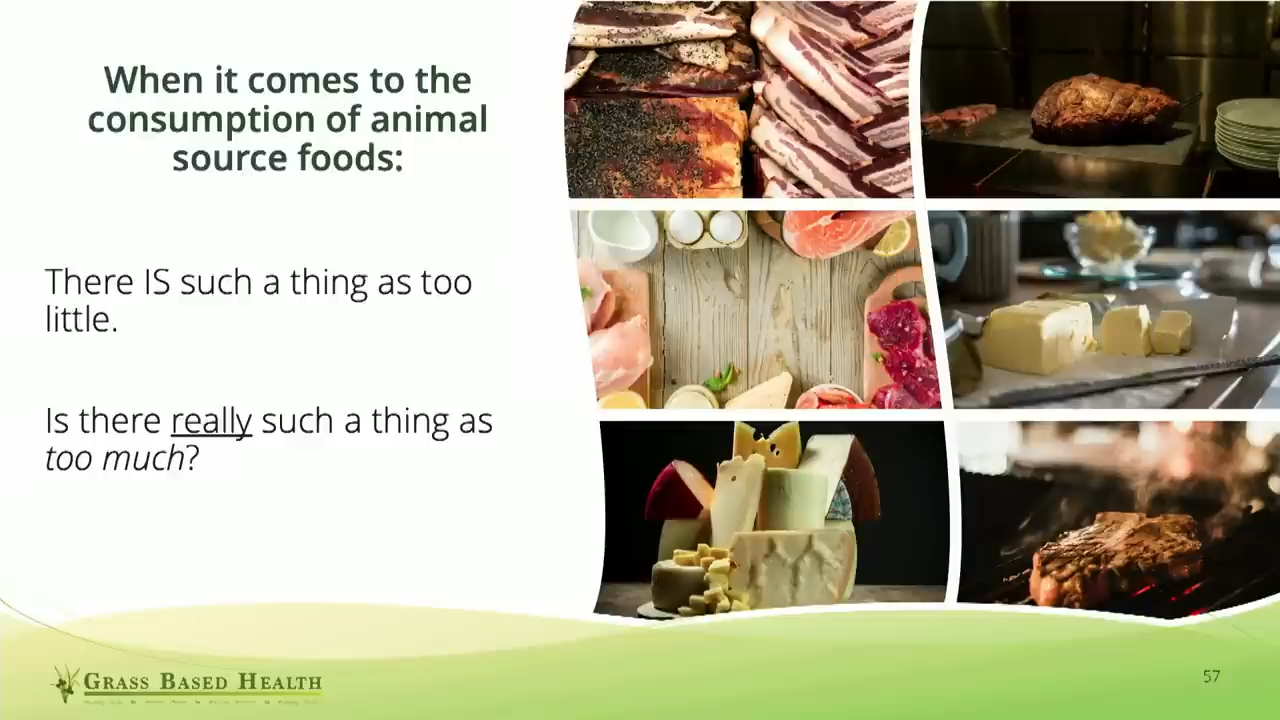 When it comes to the
consumption of animal
source foods:
There IS such a thing as too
little.
Is there really such a thing as
too much?
GRASS BASED HEALTH
57